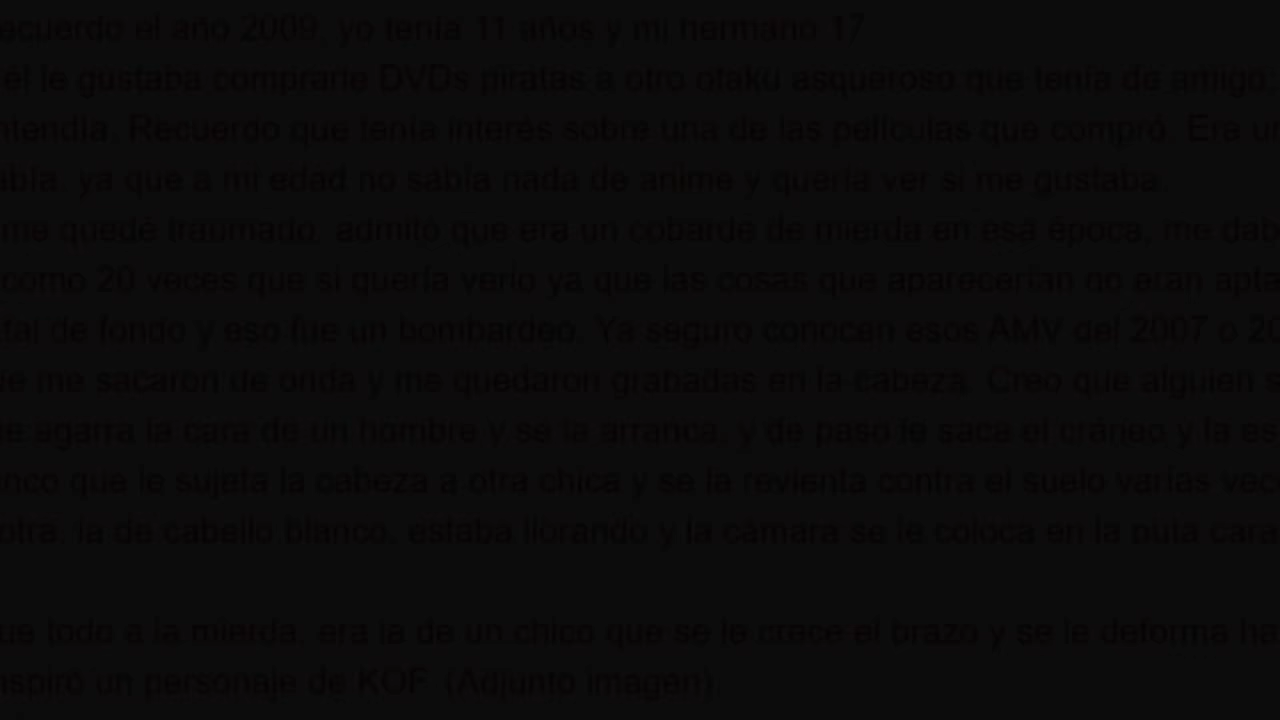 ecuerdo el año 2009, yo tenía 11 años y mi hermano 17
él le gustaba comprarle DVDs piratas a otro otaku asqueroso que tenía de amigo,
ntendía. Recuerdo que tenía interés sobre una de las películas que compró. Era u
abía, ya que a mi edad no sabía nada de anime y quería ver si me gustaba.
me quedé traumado, admito que era un cobarde de mierda en esa época, me dab
como 20 veces que si quería verlo ya que las cosas que aparecerían no eran apta
tal de fondo y eso fue un bombardeo. Ya seguro conocen esos AMV del 2007 o 20
e me sacaron de onda y me quedaron grabadas en la cabeza. Creo que alguien s
e agarra la cara de un hombre y se la arranca, y de paso le saca el cráneo y la es
nco que le sujeta la cabeza a otra chica y se la revienta contra el suelo varias vec
otra, la de cabello blanco, estaba llorando y la cámara se le coloca en la puta cara
ue todo a la mierda, era la de un chico que se le crece el brazo y se le deforma ha
nspiró un personaje de KOF. (Adjunto imagen)